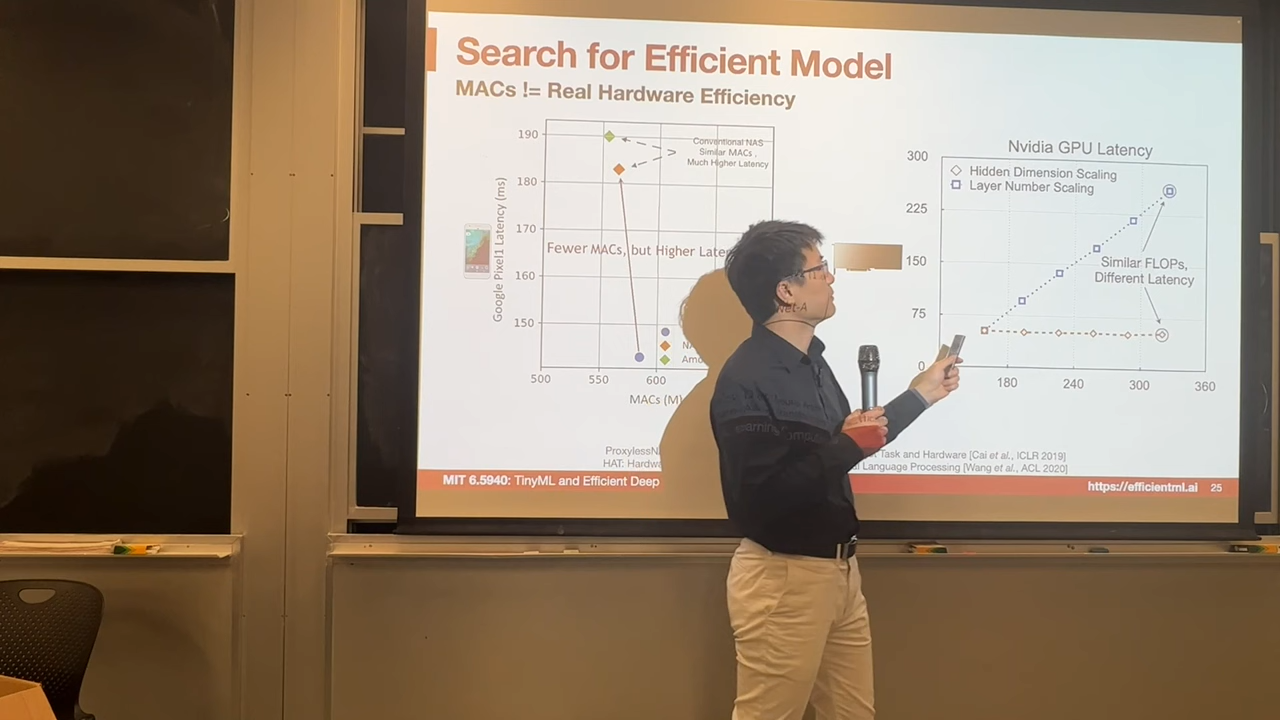 Search for Efficient Model
MACs != Real Hardware Efficiency
190
180
170
160
150
Google Pixel1 Latency (ms)
500
550
600
MACs (M)
Conventional NAS
Similar MACs,
Much Higher Latency
Fewer MACs, but Higher
Nvidia GPU Latency
300
225
150
75
0
Hidden Dimension Scaling
Layer Number Scaling
Similar FLOPs,
Different Latency
180
240
300
360
Task and Hardware [Cai et al., ICLR 2019]
HAT:
Language Processing [Wang et al., ACL 2020]
MIT 6.5940: TinyML and Efficient Deep
https://efficientml.ai
25